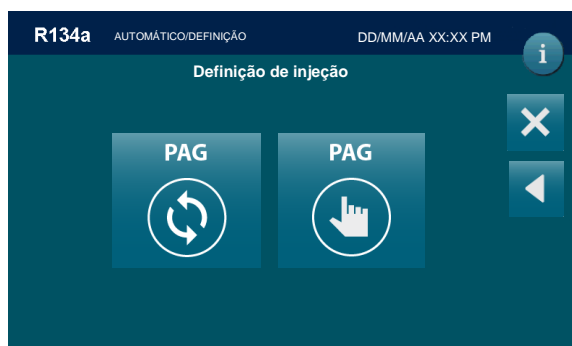 R134a AUTOMÁTICO/DEFINIÇÃO DD/MM/AA XX:XX PM
i
Definição de injeção
PAG PAG